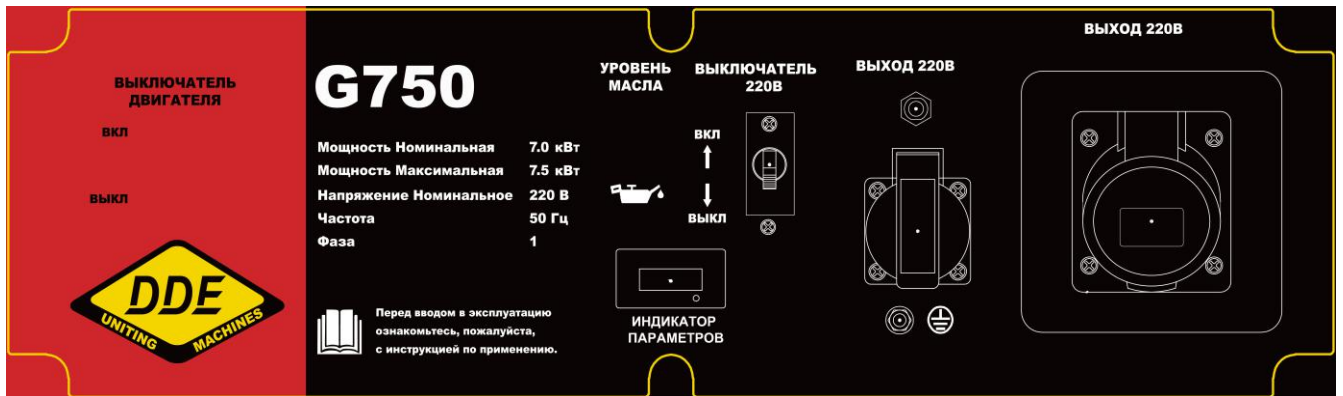 ВЫКЛЮЧАТЕЛЬ
ДВИГАТЕЛЯ
ВКЛ
ВЫКЛ
DDE
UNITING MACHINES
G750
Мощность Номинальная 7.0 кВт
Мощность Максимальная 7.5 кВт
Напряжение Номинальное 220 В
Частота 50 Гц
Фаза 1
Перед вводом в эксплуатацию
ознакомьтесь, пожалуйста,
с инструкцией по применению.
УРОВЕНЬ
МАСЛА
ИНДИКАТОР
ПАРАМЕТРОВ
ВЫКЛЮЧАТЕЛЬ
220В
ВКЛ
ВЫКЛ
ВЫХОД 220В
ВЫХОД 220В